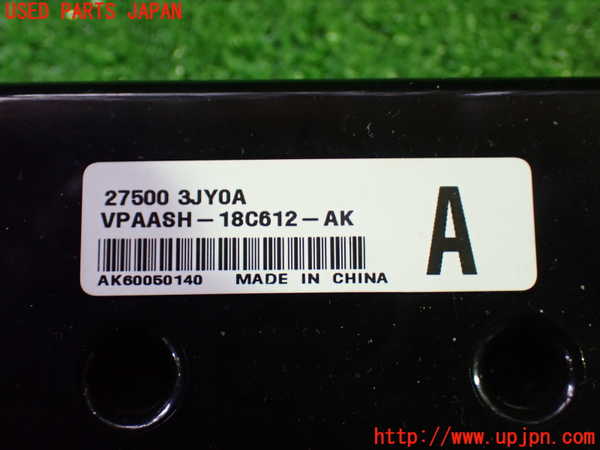 USED PARTS JAPAN
27500 3JY0A
VPAASH-18C612-AK
A
AK60050140 MADE IN CHINA
http://www.upjpn.com